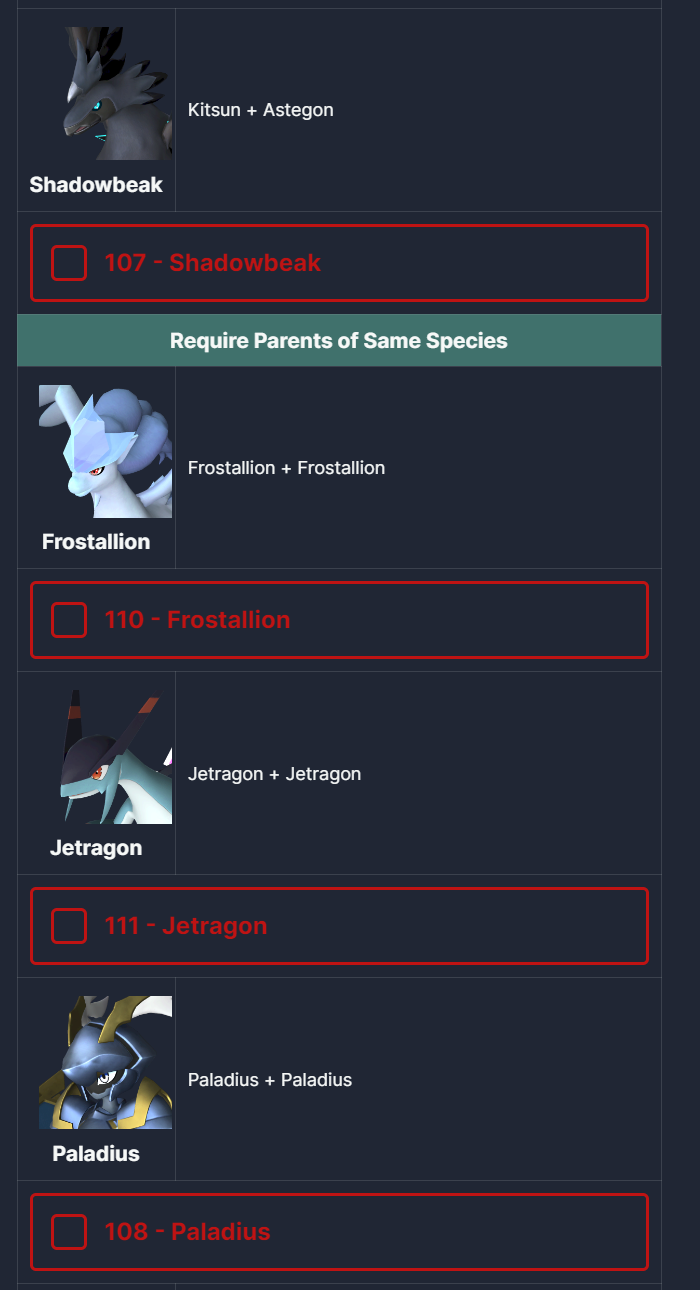 Kitsun + Astegon
Shadowbeak
107 - Shadowbeak
Require Parents of Same Species
Frostallion + Frostallion
Frostallion
110 - Frostallion
Jetragon + Jetragon
Jetragon
111 - Jetragon
Paladius + Paladius
Paladius
108 - Paladius